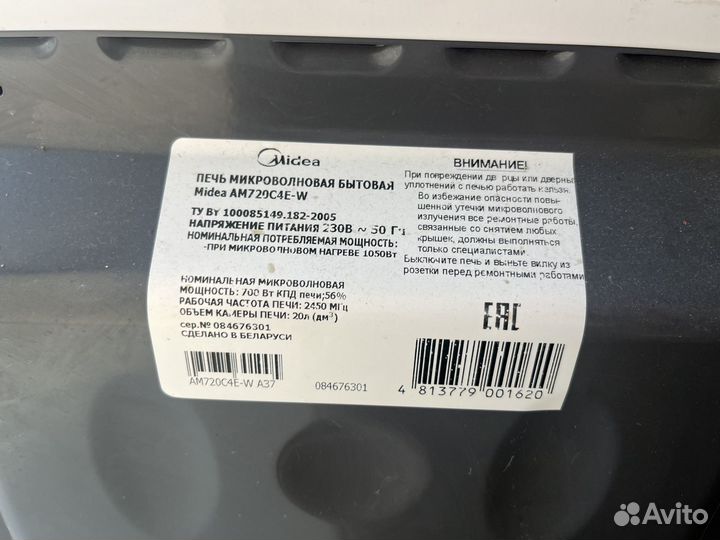 Midea
ПЕЧЬ МИКРОВОЛНОВАЯ БЫТОВАЯ
Midea AM720C4E-W
ТУ BY 100085149.182-2005
НАПРЯЖЕНИЕ ПИТАНИЯ 230В ~ 50 Гц
НОМИНАЛЬНАЯ ПОТРЕБЛЯЕМАЯ МОЩНОСТЬ:
-ПРИ МИКРОВОЛНОВОМ НАГРЕВЕ 1050ВТ
НОМИНАЛЬНАЯ МИКРОВОЛНОВАЯ
МОЩНОСТЬ: 700 Вт КПД печи;56%
РАБОЧАЯ ЧАСТОТА ПЕЧИ: 2450 МГц
ОБЪЕМ КАМЕРЫ ПЕЧИ: 20л (дм³)
сер.№ 084676301
СДЕЛАНО В БЕЛАРУСИ
AM720C4E-W A37
084676301
ВНИМАНИЕ!
При повреждении дверцы или дверных
уплотнений с печью работать нельзя.
Во избежание опасности повы-
шенной утечки микроволнового
излучения все ремонтные работы,
связанные со снятием любых
крышек, должны выполняться
только специалистом.
Выключите печь и выньте вилку из
розетки перед ремонтными работами
EAC
4 813779 001620
Avito